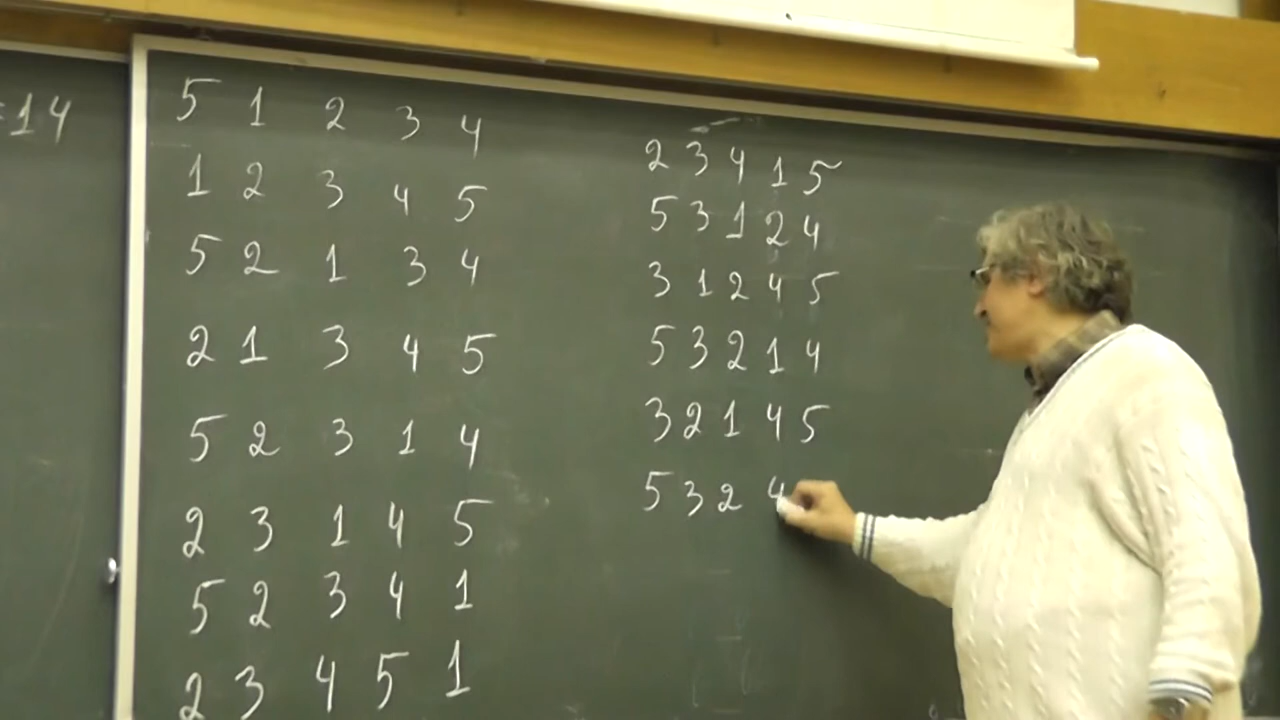 =14
5 1 2 3 4
1 2 3 4 5
5 2 1 3 4
2 1 3 4 5
5 2 3 1 4
2 3 1 4 5
5 2 3 4 1
2 3 4 5 1
2 3 4 1 5
5 3 1 2 4
3 1 2 4 5
5 3 2 1 4
3 2 1 4 5
5 3 2 4